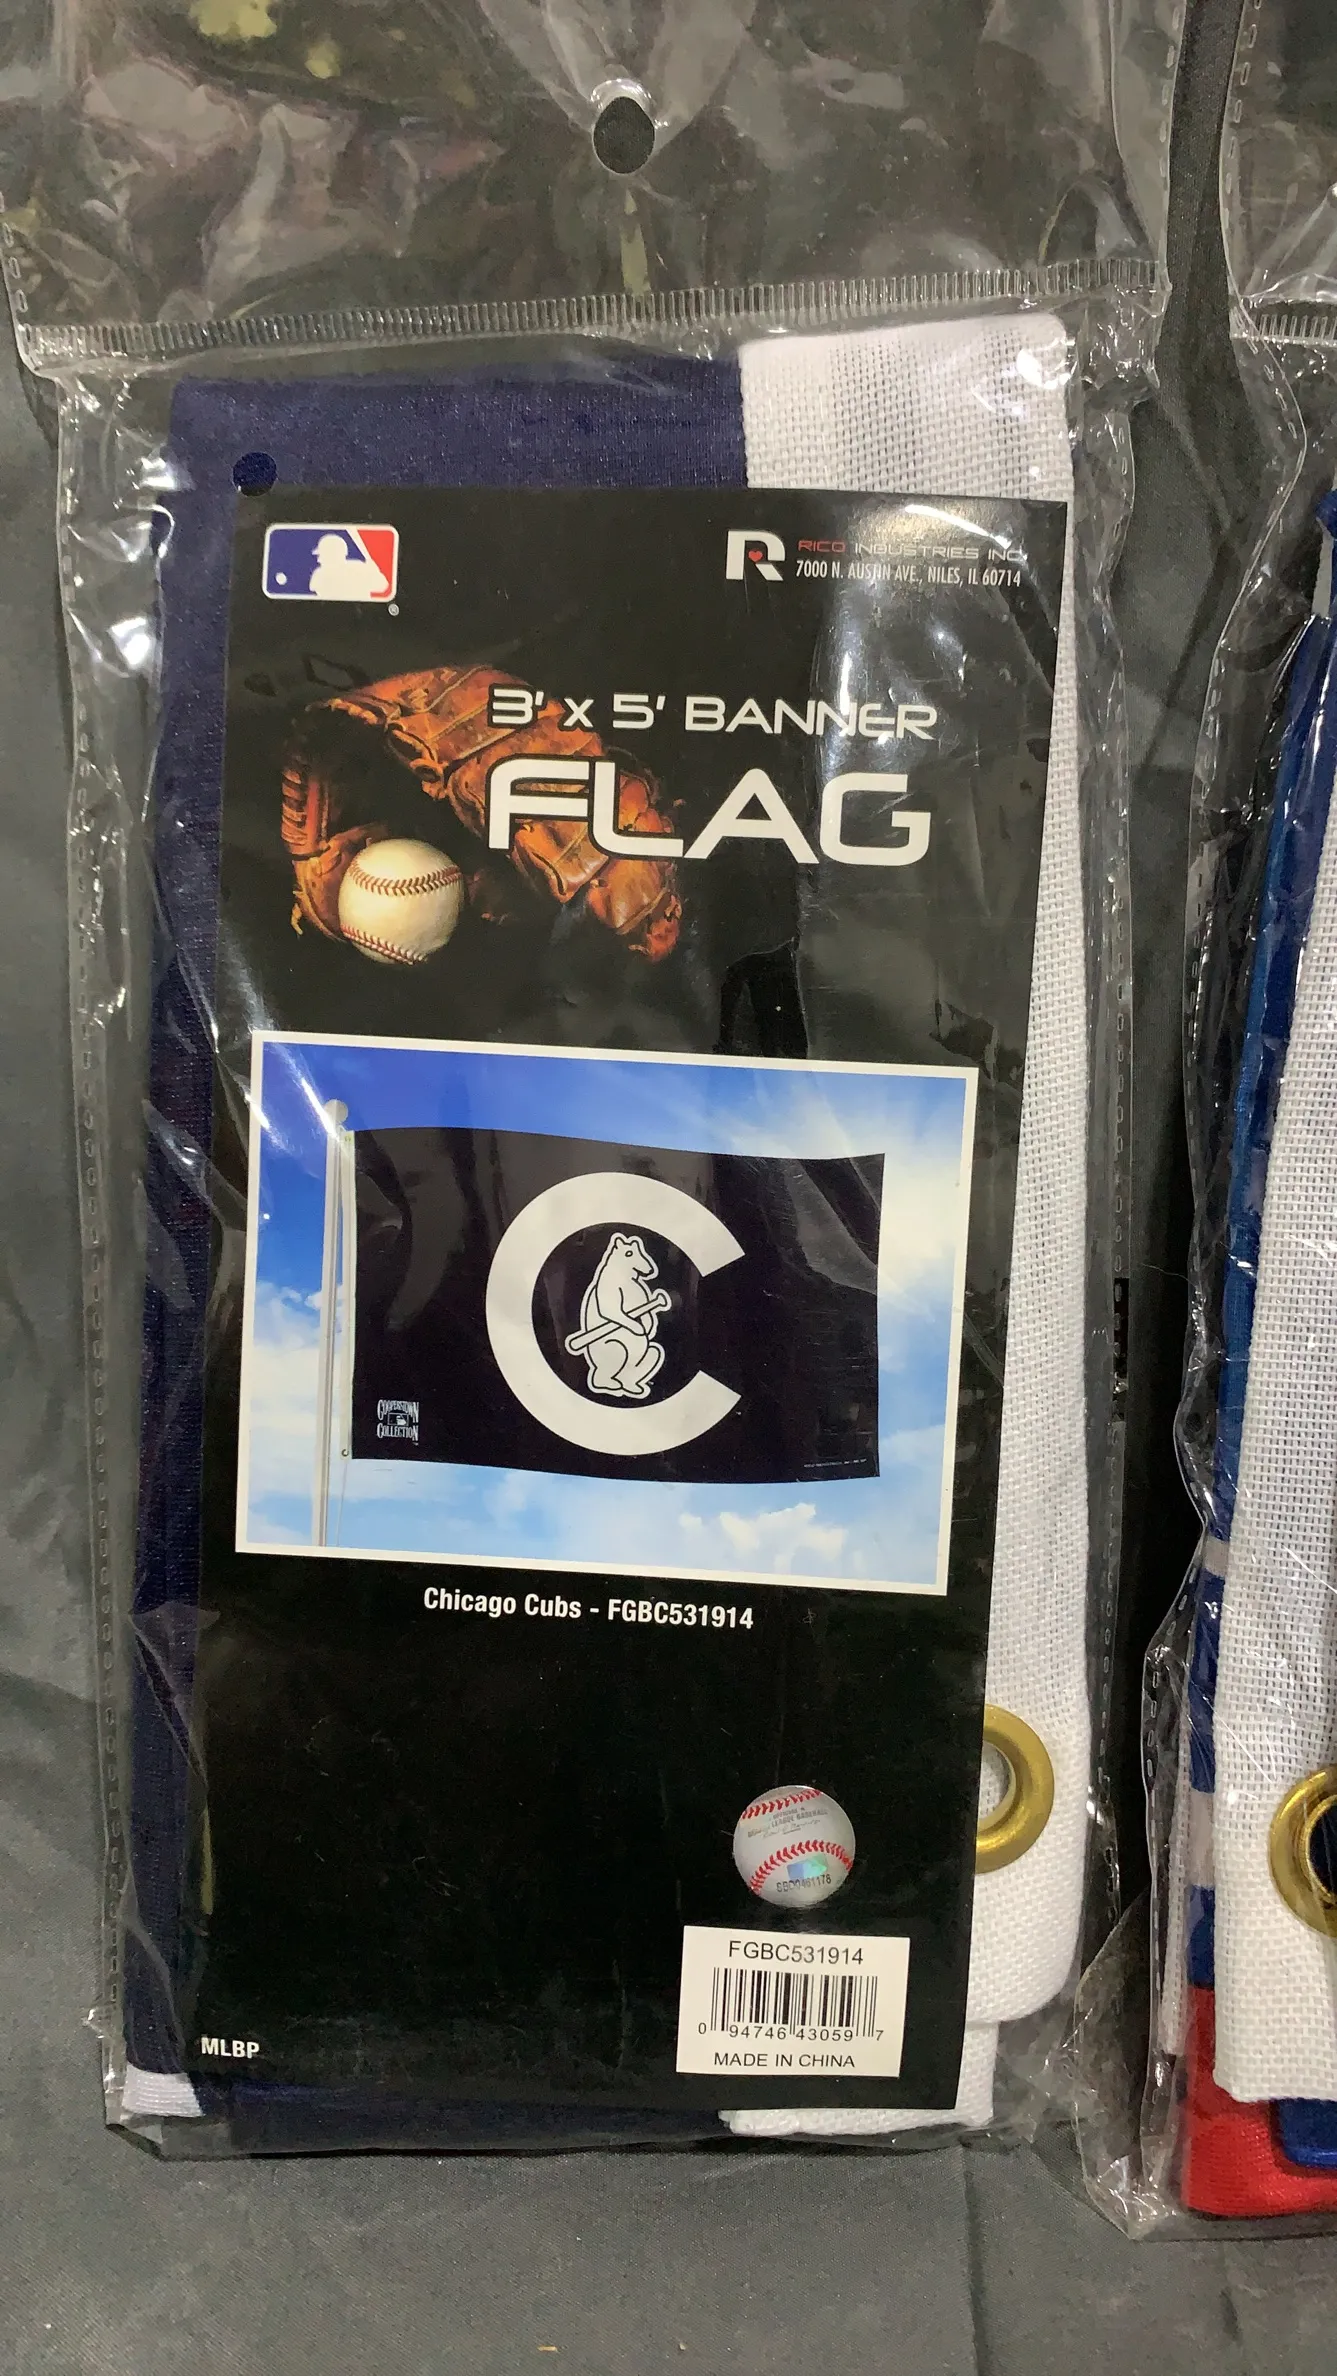 RICO INDUSTRIES INC.
7000 N. AUSTIN AVE., NILES, IL 60714
3' x 5' BANNER
FLAG
C
COOPERSTOWN
COLLECTION
Chicago Cubs - FGBC531914
FGBC531914
0 94746 43059 7
MADE IN CHINA
MLBP